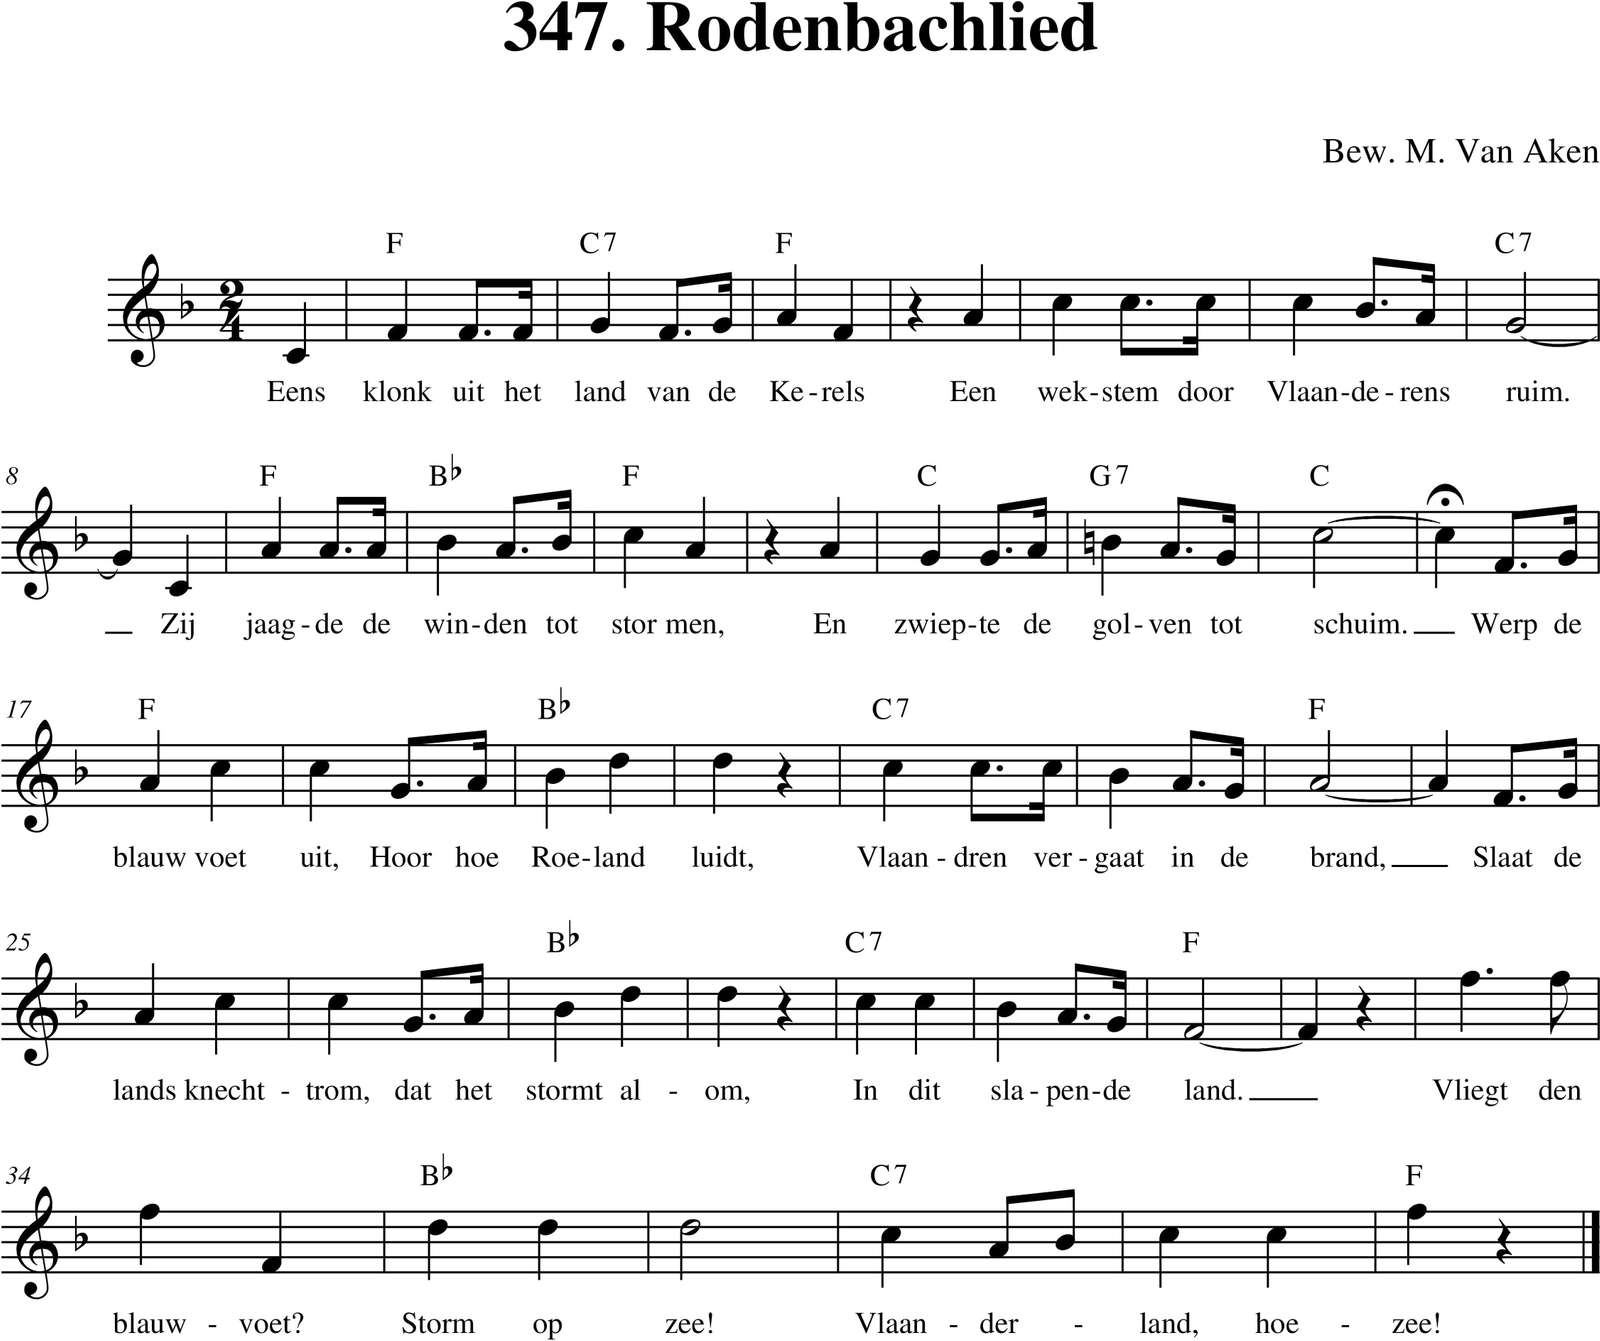 347. Rodenbachlied
Bew. M. Van Aken
F C7 F C7
2
4
Eens klonk uit het land van de Ke - rels Een wek - stem door Vlaan - de - rens ruim.
8
F B♭ F C G7 C
Zij jaag - de de win - den tot stor men, En zwiep - te de gol - ven tot schuim. Werp de
17
F B♭ C7 F
blauw voet uit, Hoor hoe Roe - land luidt, Vlaan - dren ver - gaat in de brand, Slaat de
25
B♭ C7 F
lands knecht - trom, dat het stormt al - om, In dit sla - pen - de land. Vliegt den
34
B♭ C7 F
blauw - voet? Storm op zee! Vlaan - der - land, hoe - zee!